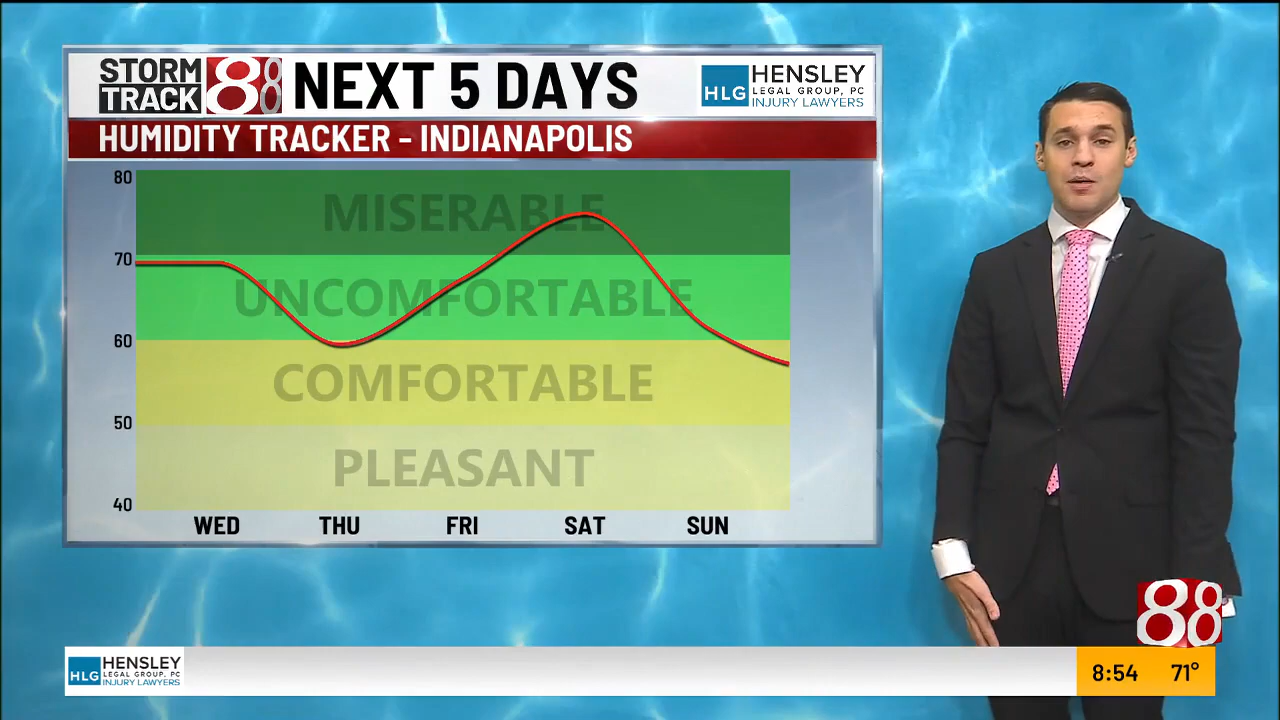 STORM TRACK 8 NEXT 5 DAYS
HLG HENSLEY
LEGAL GROUP, PC
INJURY LAWYERS
HUMIDITY TRACKER - INDIANAPOLIS
80
MISERABLE
70
UNCOMFORTABLE
60
COMFORTABLE
50
PLEASANT
40
WED THU FRI SAT SUN
8
HLG HENSLEY
LEGAL GROUP, PC
INJURY LAWYERS
8:54 71°